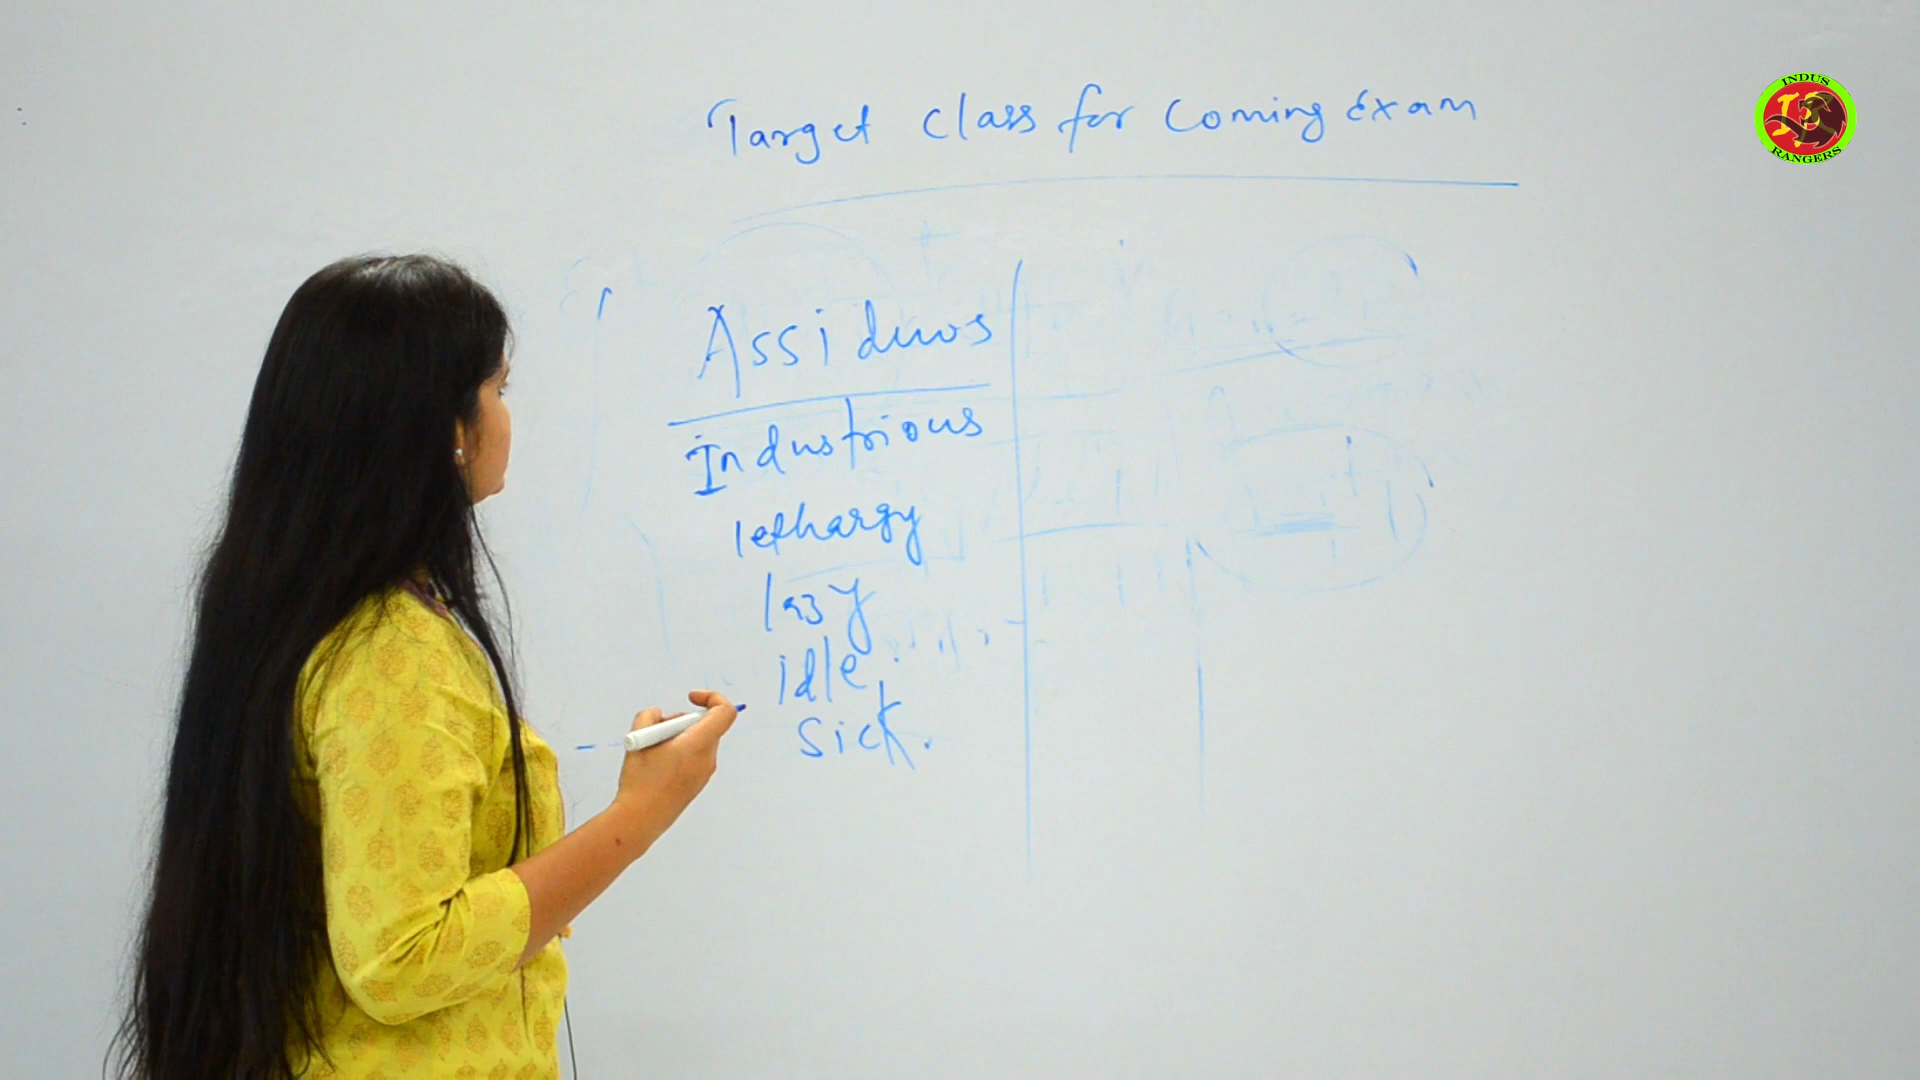 Target Class for Coming Exam
Assiduos
Industrious
lethargy
lazy
idle
Sick.
INDUS
RANGERS